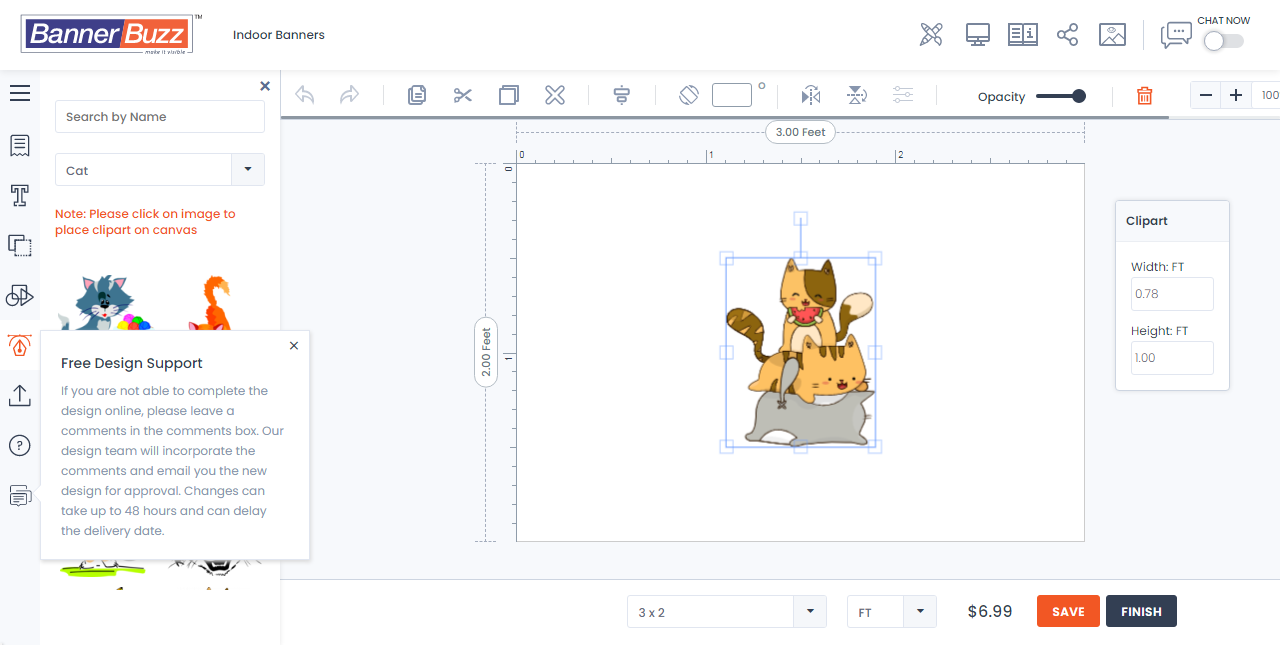 BannerBuzz
TM
make it visible
Indoor Banners
CHAT NOW
Search by Name
Cat
Note: Please click on image to
place clipart on canvas
Opacity
100
3.00 Feet
0
1
2
0
1
2.00 Feet
Clipart
Width: FT
0.78
Height: FT
1.00
Free Design Support
If you are not able to complete the
design online, please leave a
comments in the comments box. Our
design team will incorporate the
comments and email you the new
design for approval. Changes can
take up to 48 hours and can delay
the delivery date.
3 x 2
FT
$6.99
SAVE
FINISH